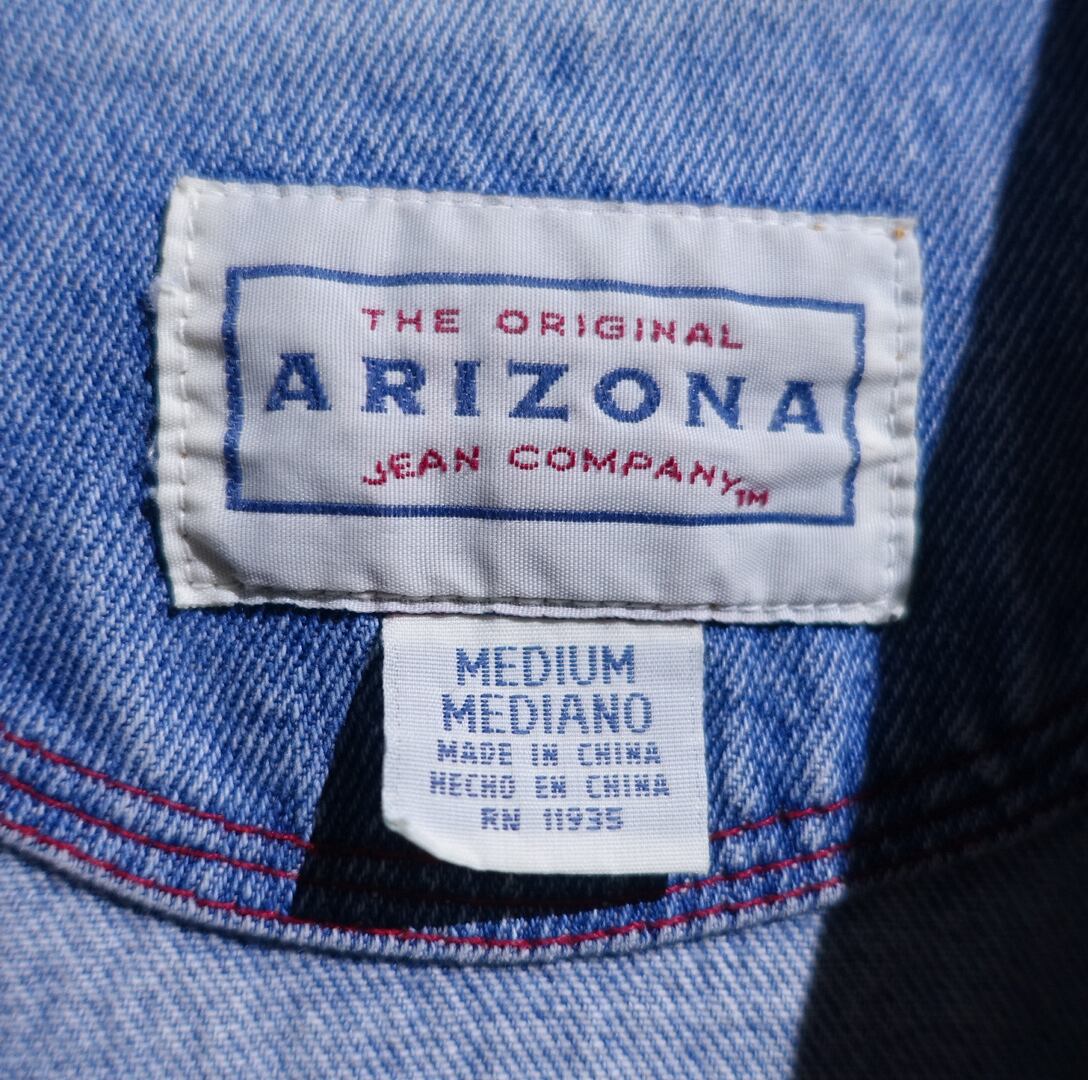 THE ORIGINAL
ARIZONA
JEAN COMPANY™
MEDIUM
MEDIANO
MADE IN CHINA
HECHO EN CHINA
RN 11935